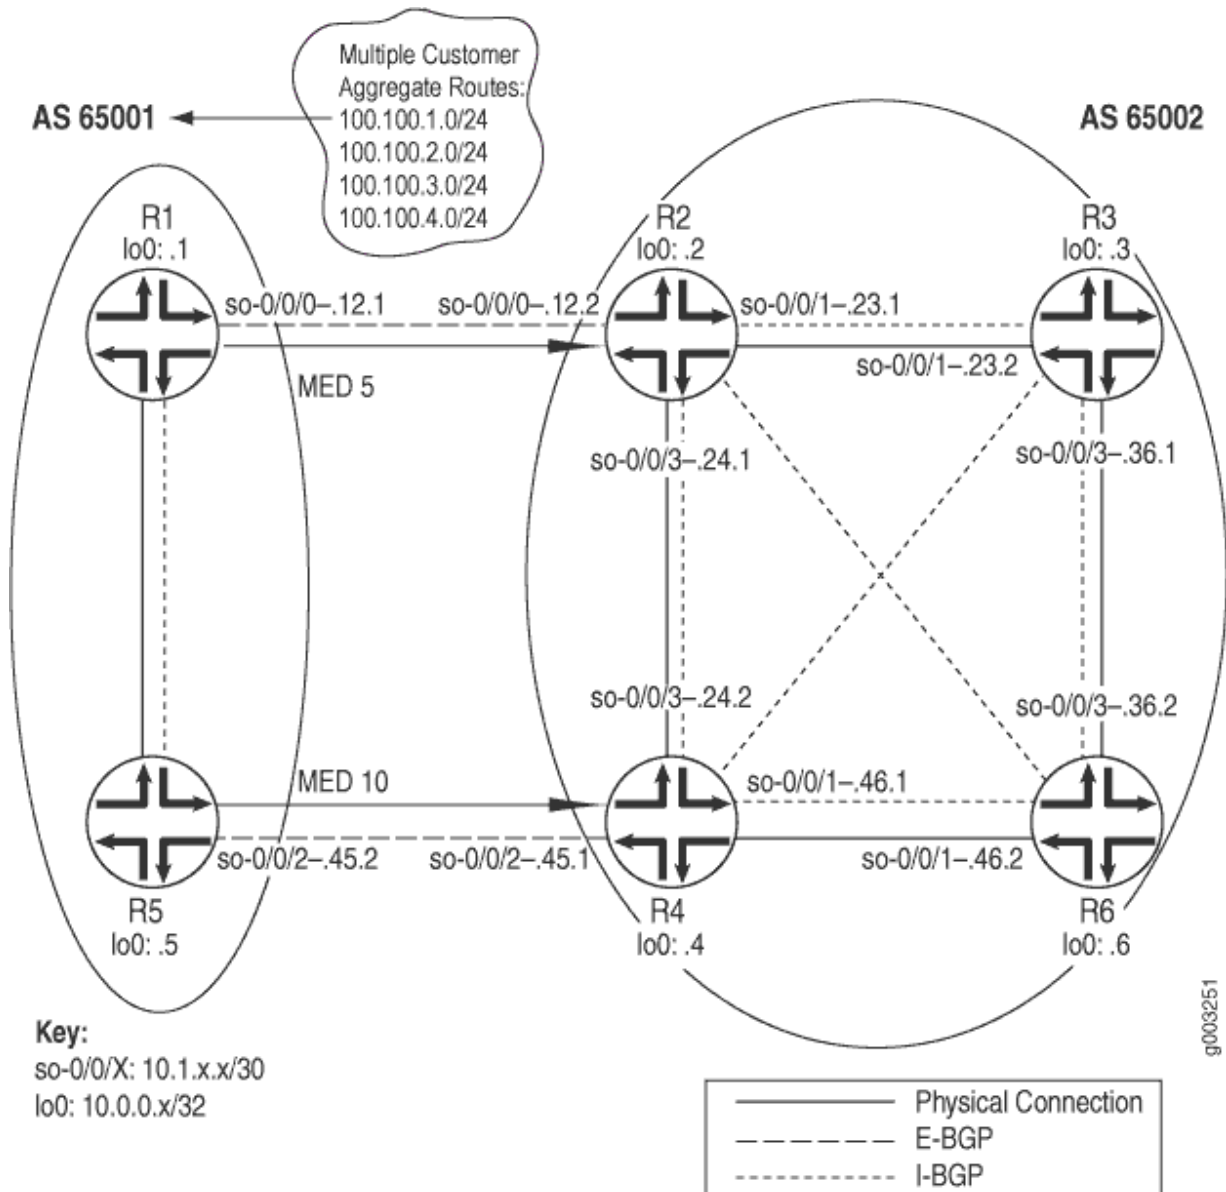 Multiple Customer
Aggregate Routes:
100.100.1.0/24
100.100.2.0/24
100.100.3.0/24
100.100.4.0/24
AS 65001
AS 65002
R1
lo0: .1
R2
lo0: .2
R3
lo0: .3
so-0/0/0–.12.1
so-0/0/0–.12.2
so-0/0/1–.23.1
so-0/0/1–.23.2
MED 5
so-0/0/3–.24.1
so-0/0/3–.36.1
so-0/0/3–.24.2
so-0/0/3–.36.2
MED 10
so-0/0/1–.46.1
so-0/0/2–.45.2
so-0/0/2–.45.1
so-0/0/1–.46.2
R5
lo0: .5
R4
lo0: .4
R6
lo0: .6
Key:
so-0/0/X: 10.1.x.x/30
lo0: 10.0.0.x/32
g003251
Physical Connection
E-BGP
I-BGP